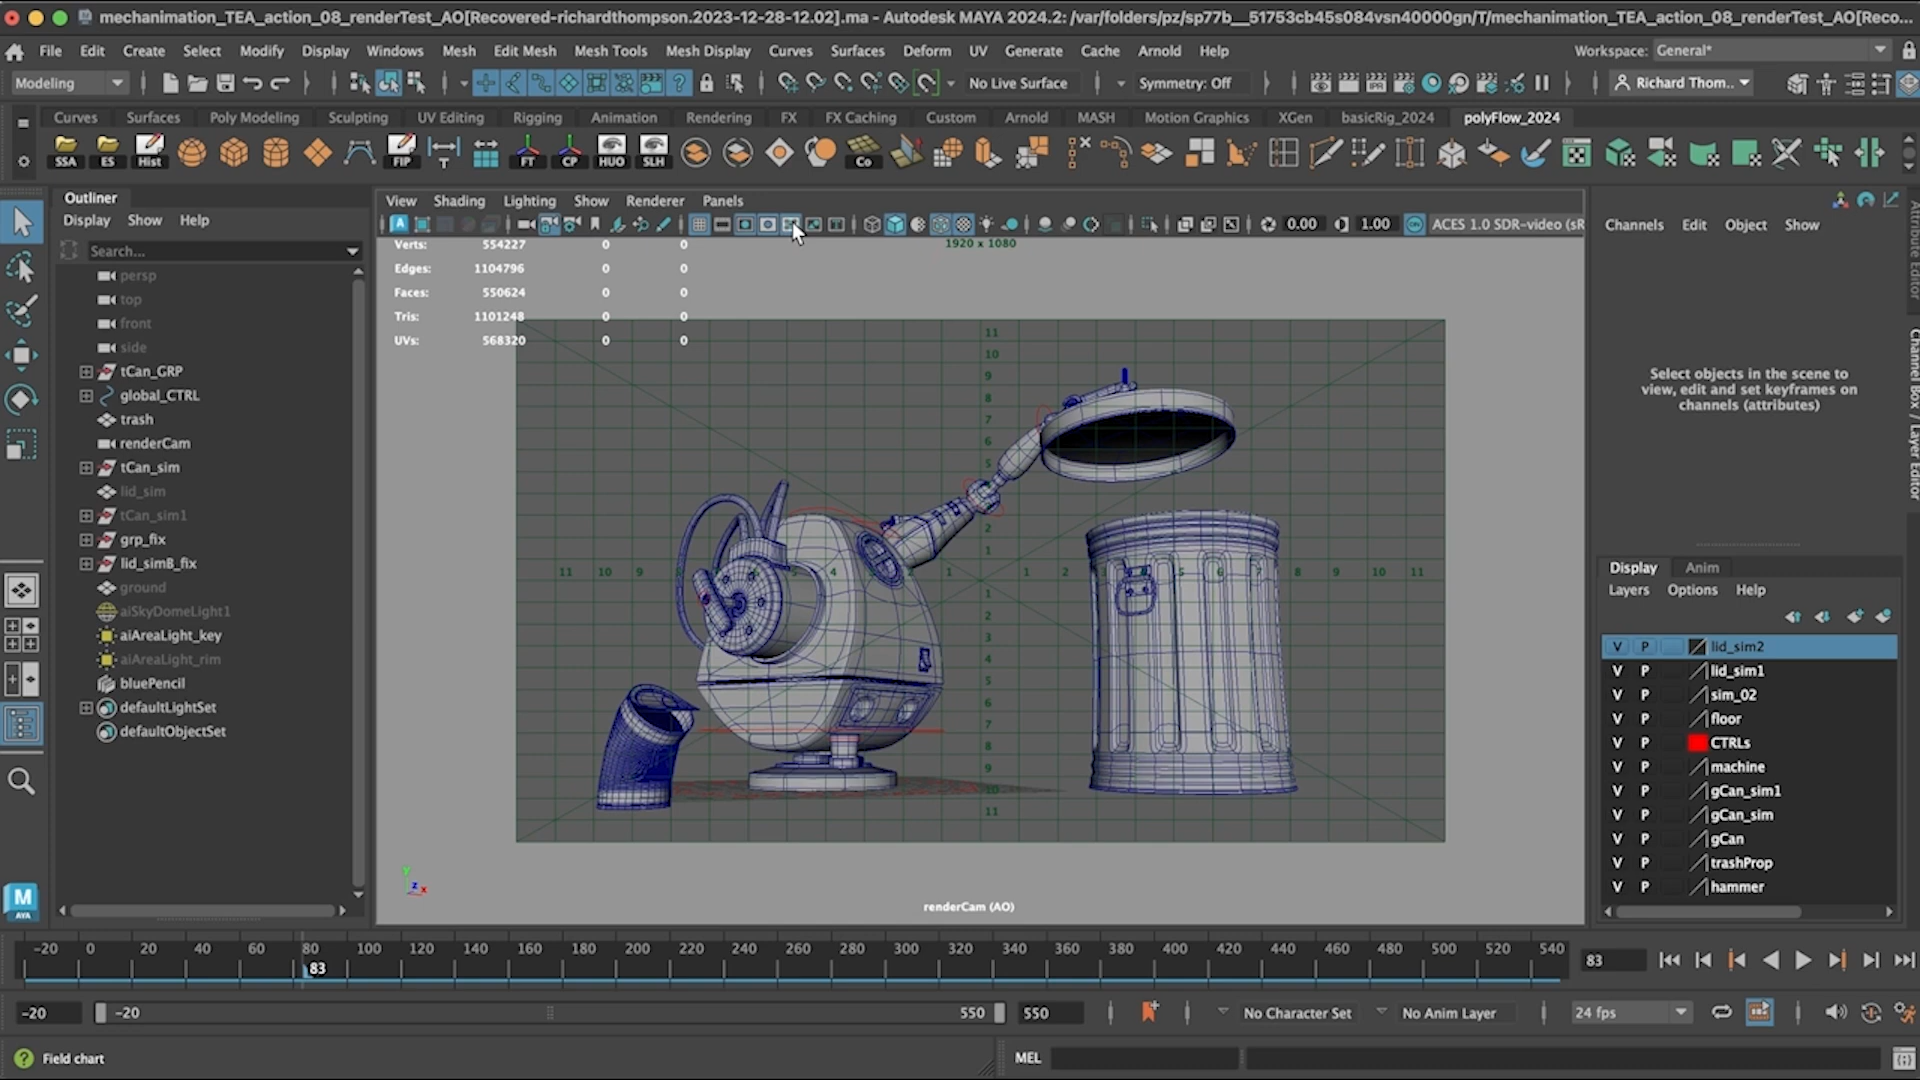 mechanimation_TEA_action_08_renderTest_AO[Recovered-richardthompson.2023-12-28-12.02].ma - Autodesk MAYA 2024.2: /var/folders/pz/sp77b__51753cb45s084vsn40000gn/T/mechanimation_TEA_action_08_renderTest_AO[Reco...
File Edit Create Select Modify Display Windows Mesh Edit Mesh Mesh Tools Mesh Display Curves Surfaces Deform UV Generate Cache Arnold Help
Workspace: General*
Modeling
No Live Surface
Symmetry: Off
Richard Thom..
Curves Surfaces Poly Modeling Sculpting UV Editing Rigging Animation Rendering FX FX Caching Custom Arnold MASH Motion Graphics XGen basicRig_2024 polyFlow_2024
SSA ES Hist FIP FT CP HUO SLH Co
Outliner
Display Show Help
Search...
persp
top
front
side
tCan_GRP
global_CTRL
trash
renderCam
tCan_sim
lid_sim
tCan_sim1
grp_fix
lid_simB_fix
ground
aiSkyDomeLight1
aiAreaLight_key
aiAreaLight_rim
bluePencil
defaultLightSet
defaultObjectSet
View Shading Lighting Show Renderer Panels
0.00 1.00 ACES 1.0 SDR-video (sR
Verts: 554227 0 0
Edges: 1104796 0 0
Faces: 550624 0 0
Tris: 1101248 0 0
UVs: 568320 0 0
1920 x 1080
renderCam (AO)
Channels Edit Object Show
Select objects in the scene to
view, edit and set keyframes on
channels (attributes)
Attribute Editor
Channel Box / Layer Editor
Display Anim
Layers Options Help
V P lid_sim2
V P lid_sim1
V P sim_02
V P floor
V P CTRLs
V P machine
V P gCan_sim1
V P gCan_sim
V P gCan
V P trashProp
V P hammer
M
AYA
-20 0 20 40 60 80 100 120 140 160 180 200 220 240 260 280 300 320 340 360 380 400 420 440 460 480 500 520 540
83
83
-20 -20 550 550
No Character Set
No Anim Layer
24 fps
Field chart
MEL